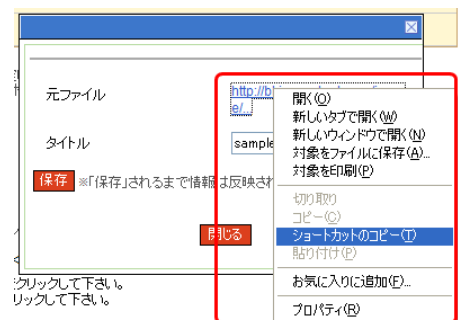 元ファイル
http://b
e/...
タイトル
sample
保存 ※「保存」されるまで情報は反映され
閉じる
開く(O)
新しいタブで開く(W)
新しいウィンドウで開く(N)
対象をファイルに保存(A)...
対象を印刷(P)
切り取り
コピー(C)
ショートカットのコピー(T)
貼り付け(P)
お気に入りに追加(F)...
プロパティ(R)
クリックして下さい。
リックして下さい。